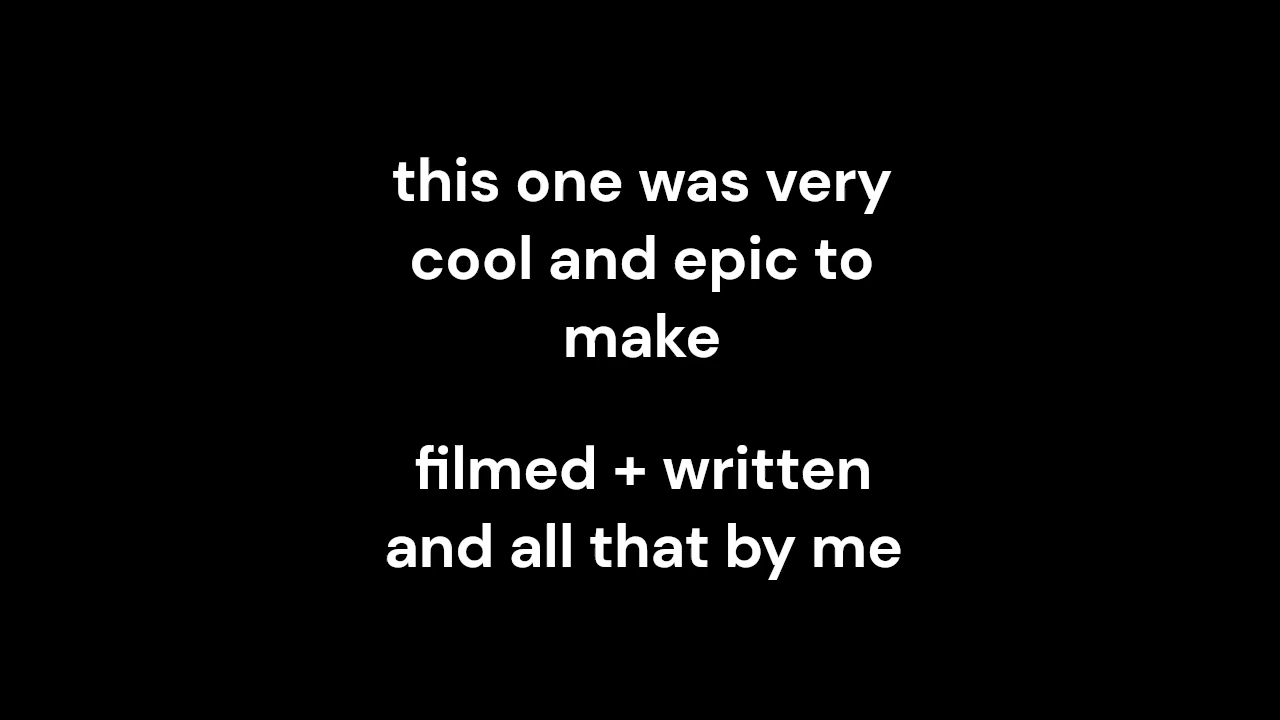 this one was very
cool and epic to
make
filmed + written
and all that by me